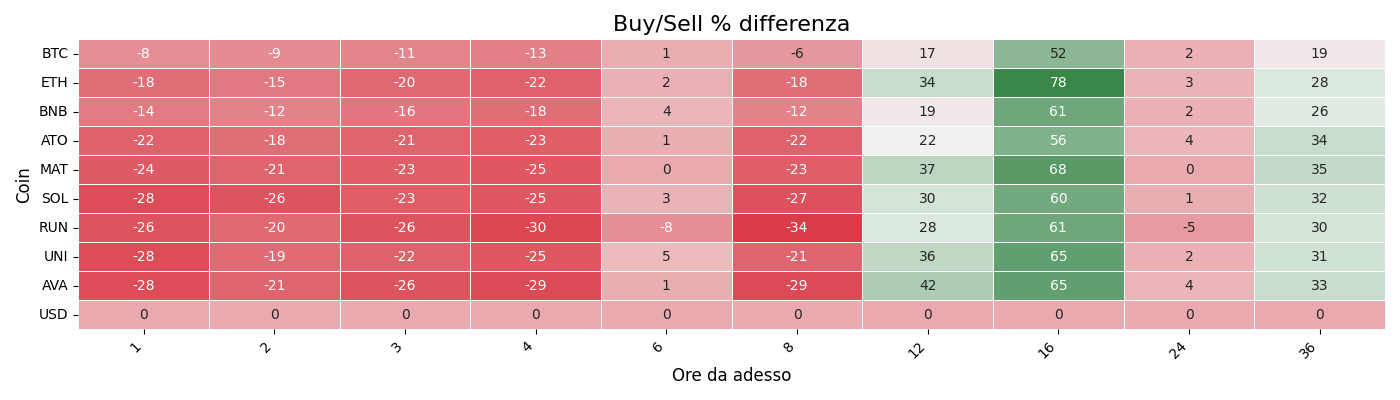 Buy/Sell % differenza
Coin
BTC -8 -9 -11 -13 1 -6 17 52 2 19
ETH -18 -15 -20 -22 2 -18 34 78 3 28
BNB -14 -12 -16 -18 4 -12 19 61 2 26
ATO -22 -18 -21 -23 1 -22 22 56 4 34
MAT -24 -21 -23 -25 0 -23 37 68 0 35
SOL -28 -26 -23 -25 3 -27 30 60 1 32
RUN -26 -20 -26 -30 -8 -34 28 61 -5 30
UNI -28 -19 -22 -25 5 -21 36 65 2 31
AVA -28 -21 -26 -29 1 -29 42 65 4 33
USD 0 0 0 0 0 0 0 0 0 0
1 2 3 4 6 8 12 16 24 36
Ore da adesso